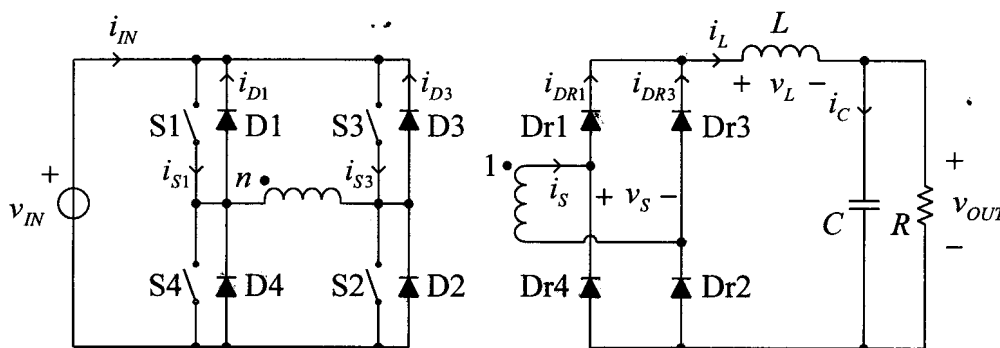 i_IN
i_L
L
i_D1
i_D3
i_DR1
i_DR3
+ v_L −
i_C
S1
D1
S3
D3
Dr1
Dr3
+
v_IN
i_S1
n
i_S3
1
i_S
+ v_S −
C
R
+
v_OUT
−
S4
D4
S2
D2
Dr4
Dr2